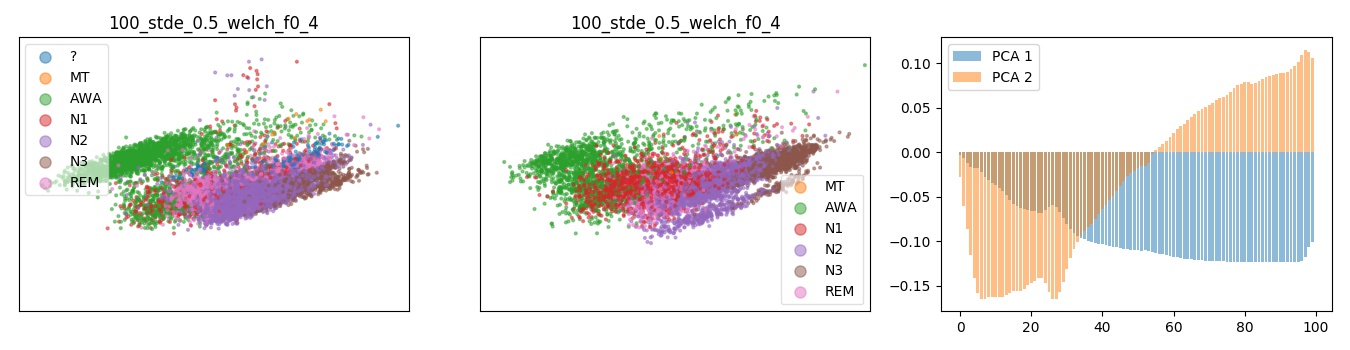 100_stde_0.5_welch_f0_4
?
MT
AWA
N1
N2
N3
REM
100_stde_0.5_welch_f0_4
MT
AWA
N1
N2
N3
REM
PCA 1
PCA 2
0.10
0.05
0.00
−0.05
−0.10
−0.15
0 20 40 60 80 100